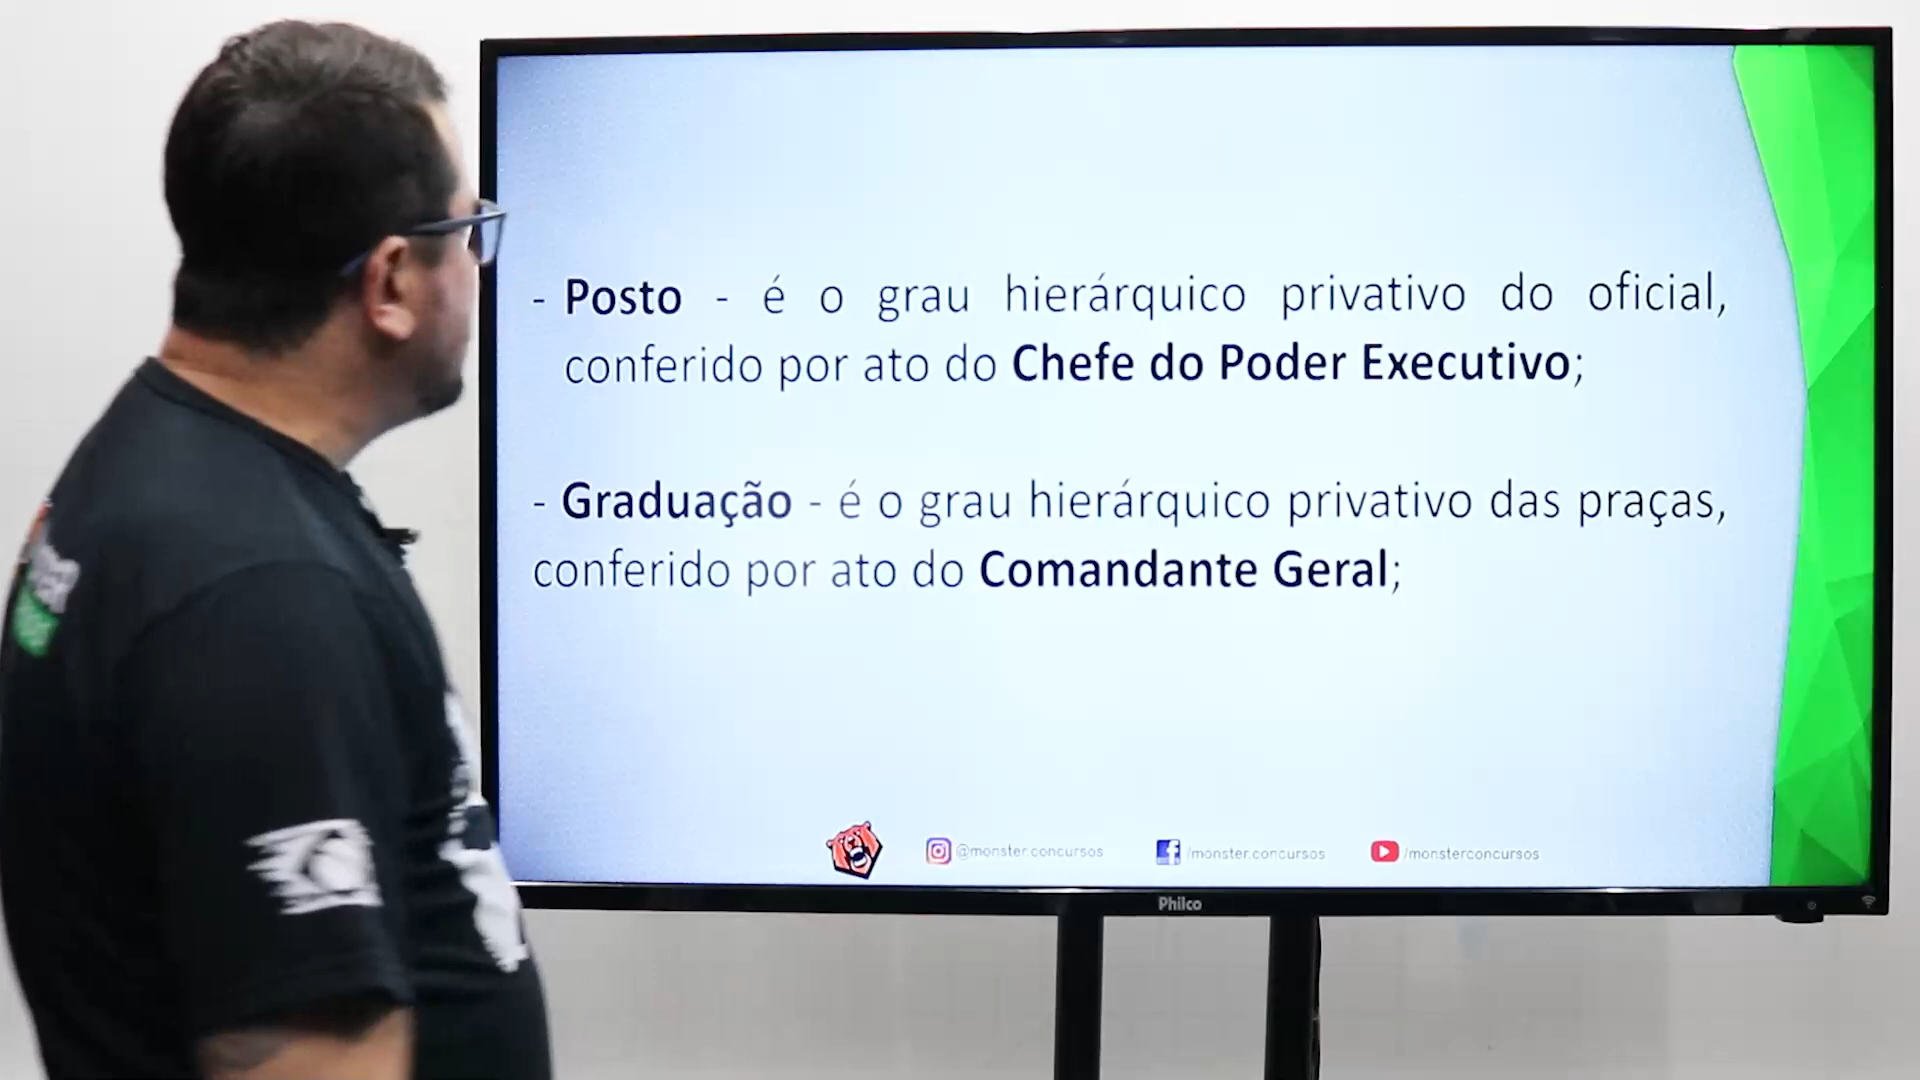 - Posto - é o grau hierárquico privativo do oficial,
conferido por ato do Chefe do Poder Executivo;
- Graduação - é o grau hierárquico privativo das praças,
conferido por ato do Comandante Geral;
@monster.concursos /monster.concursos /monsterconcursos
Philco